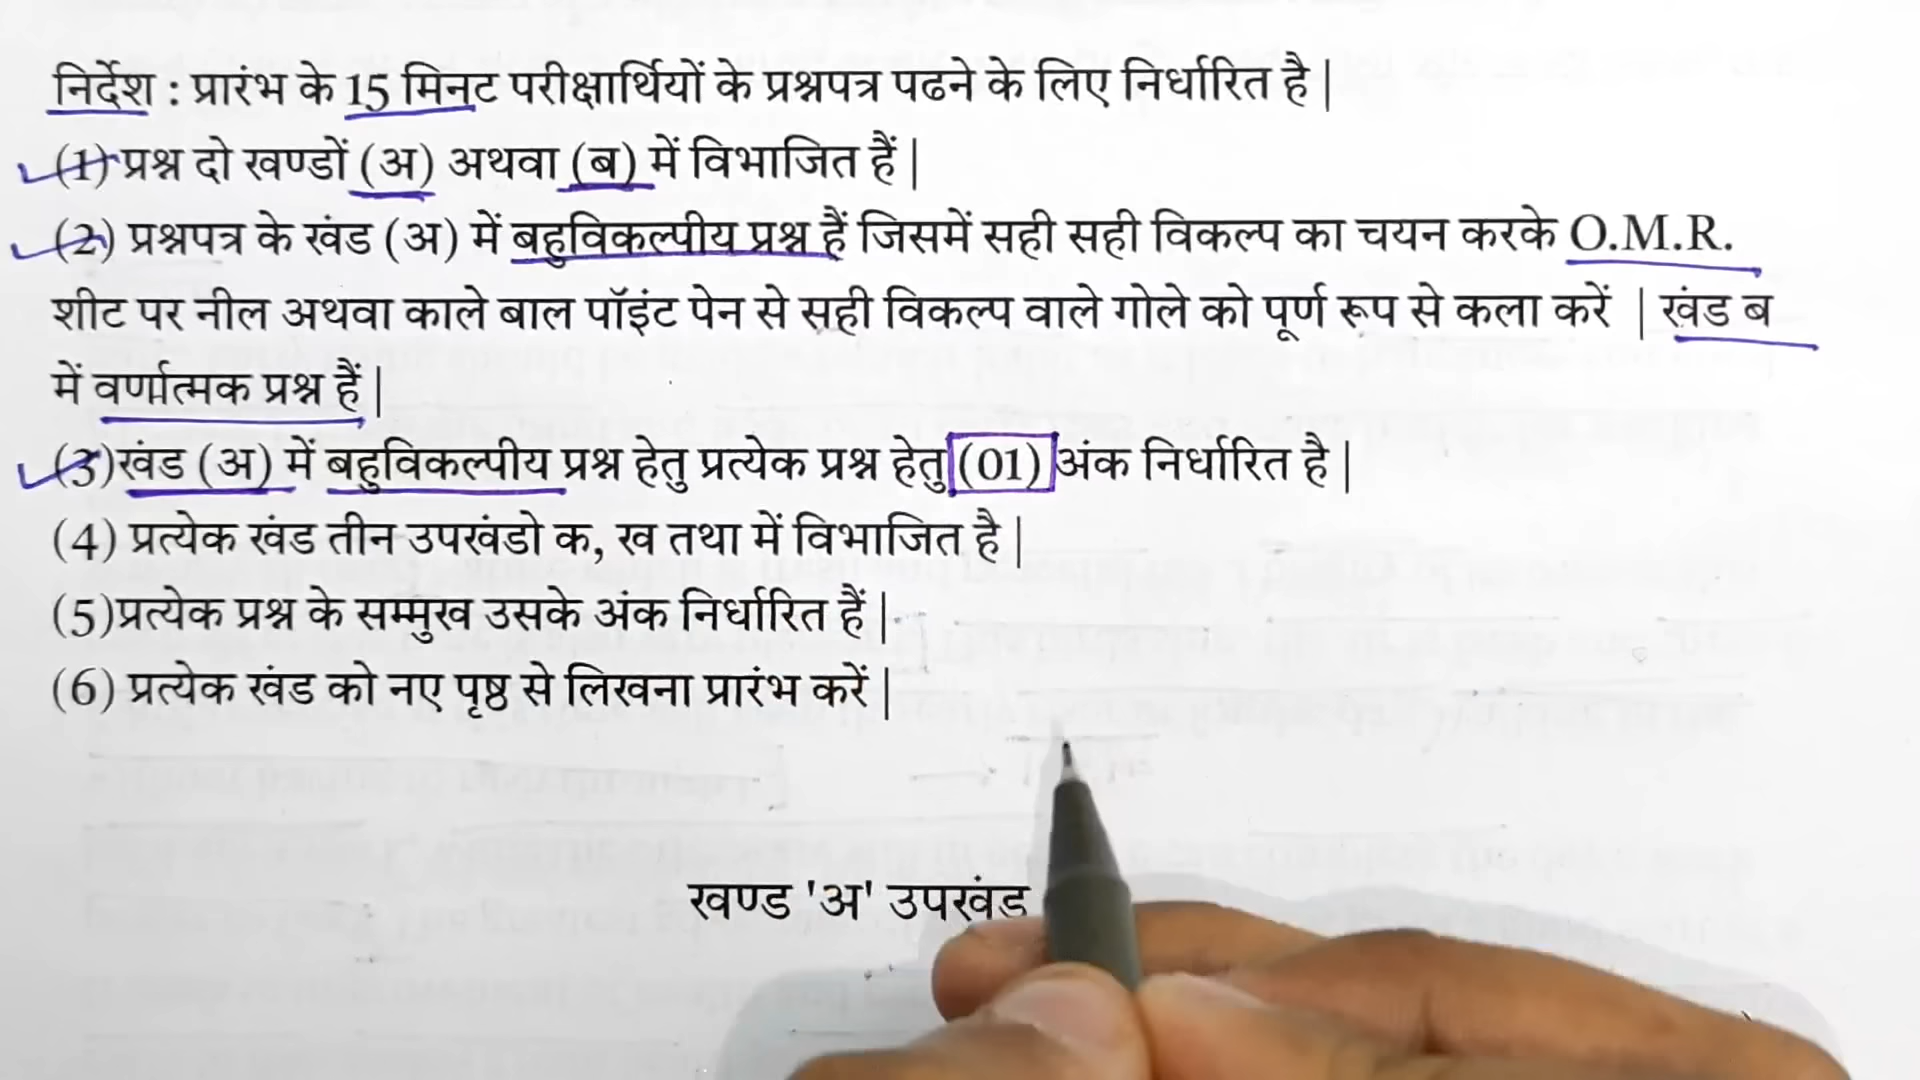 निर्देश : प्रारंभ के 15 मिनट परीक्षार्थियों के प्रश्नपत्र पढने के लिए निर्धारित है |
(1) प्रश्न दो खण्डों (अ) अथवा (ब) में विभाजित हैं |
(2) प्रश्नपत्र के खंड (अ) में बहुविकल्पीय प्रश्न हैं जिसमें सही सही विकल्प का चयन करके O.M.R.
शीट पर नील अथवा काले बाल पॉइंट पेन से सही विकल्प वाले गोले को पूर्ण रूप से कला करें | खंड ब
में वर्णात्मक प्रश्न हैं |
(3)खंड (अ) में बहुविकल्पीय प्रश्न हेतु प्रत्येक प्रश्न हेतु (01) अंक निर्धारित है |
(4) प्रत्येक खंड तीन उपखंडो क, ख तथा में विभाजित है |
(5)प्रत्येक प्रश्न के सम्मुख उसके अंक निर्धारित हैं |
(6) प्रत्येक खंड को नए पृष्ठ से लिखना प्रारंभ करें |
खण्ड 'अ' उपखंड